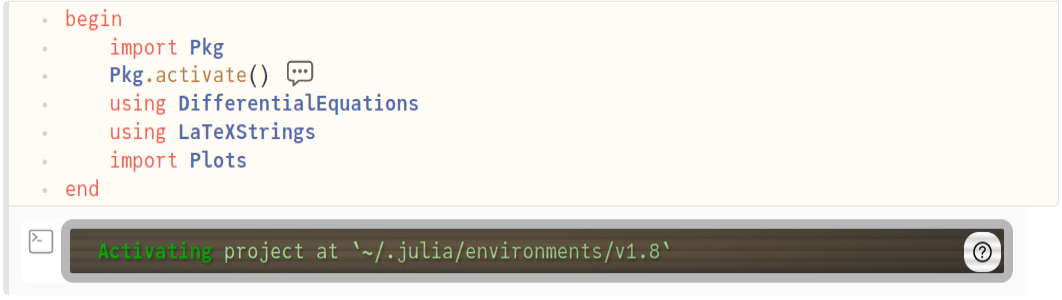 begin
    import Pkg
    Pkg.activate()
    using DifferentialEquations
    using LaTeXStrings
    import Plots
end
Activating project at `~/.julia/environments/v1.8`